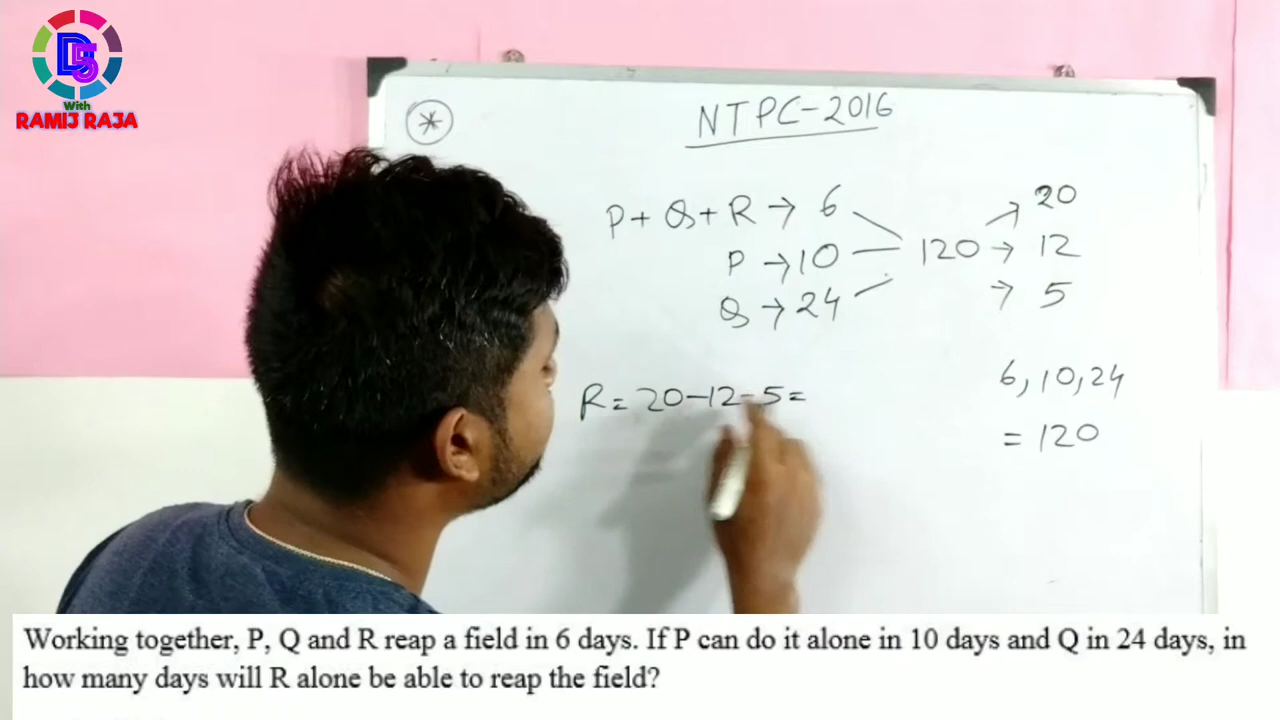 D5
With
RAMIJ RAJA
* NTPC-2016
P+ Q+ R → 6
P → 10
Q → 24
120
→ 20
→ 12
→ 5
6, 10, 24
= 120
R = 20-12-5=
Working together, P, Q and R reap a field in 6 days. If P can do it alone in 10 days and Q in 24 days, in
how many days will R alone be able to reap the field?